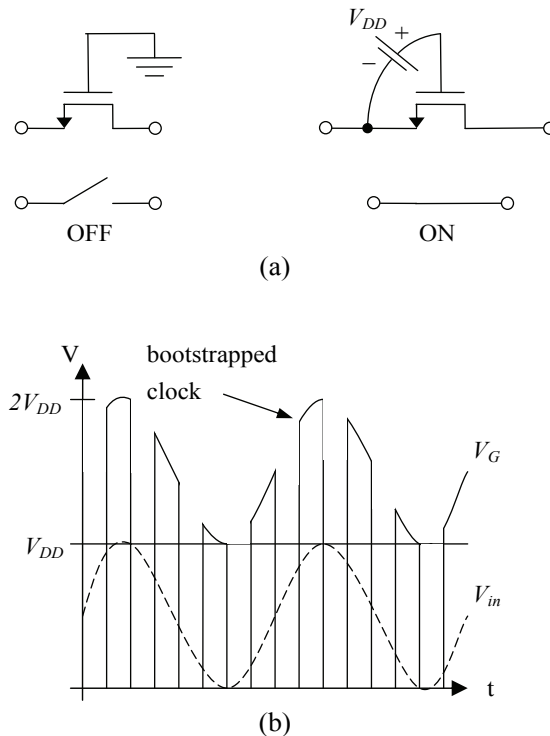 V_DD
+
−
OFF
ON
(a)
V
bootstrapped
clock
2V_DD
V_G
V_DD
V_in
t
(b)